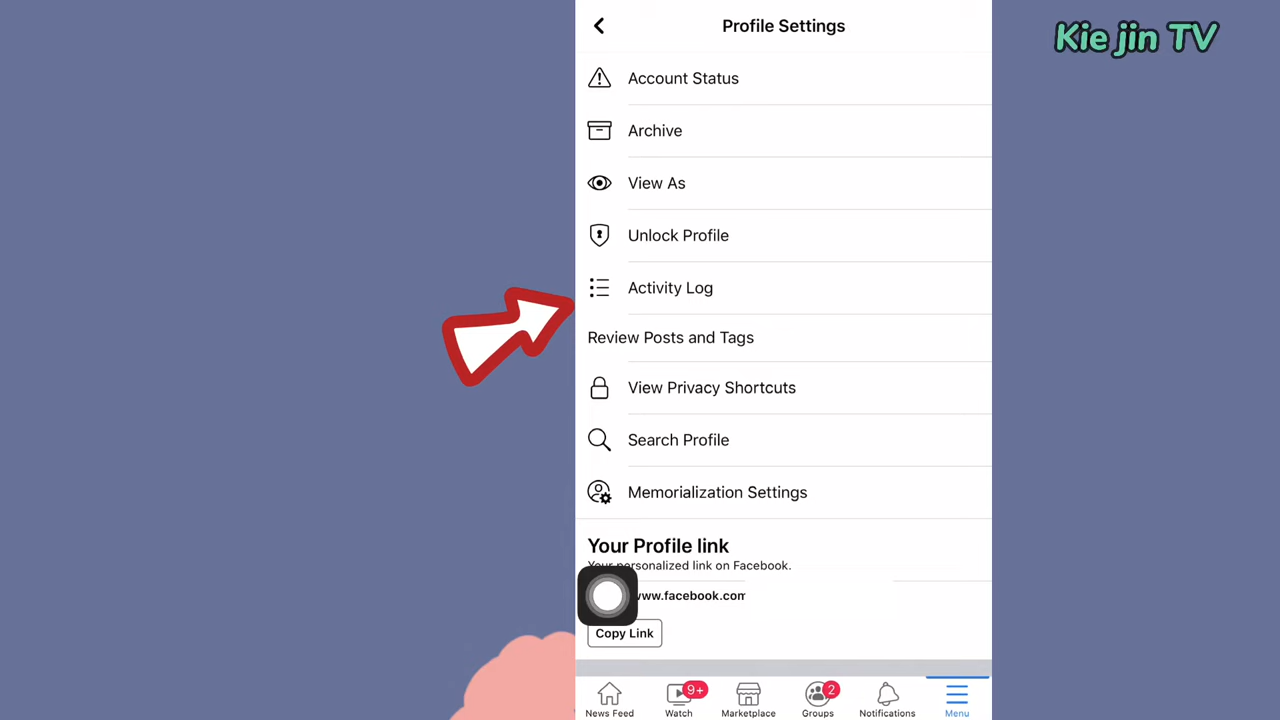 Kie jin TV
Profile Settings
Account Status
Archive
View As
Unlock Profile
Activity Log
Review Posts and Tags
View Privacy Shortcuts
Search Profile
Memorialization Settings
Your Profile link
Your personalized link on Facebook.
www.facebook.com
Copy Link
9+
2
News Feed
Watch
Marketplace
Groups
Notifications
Menu